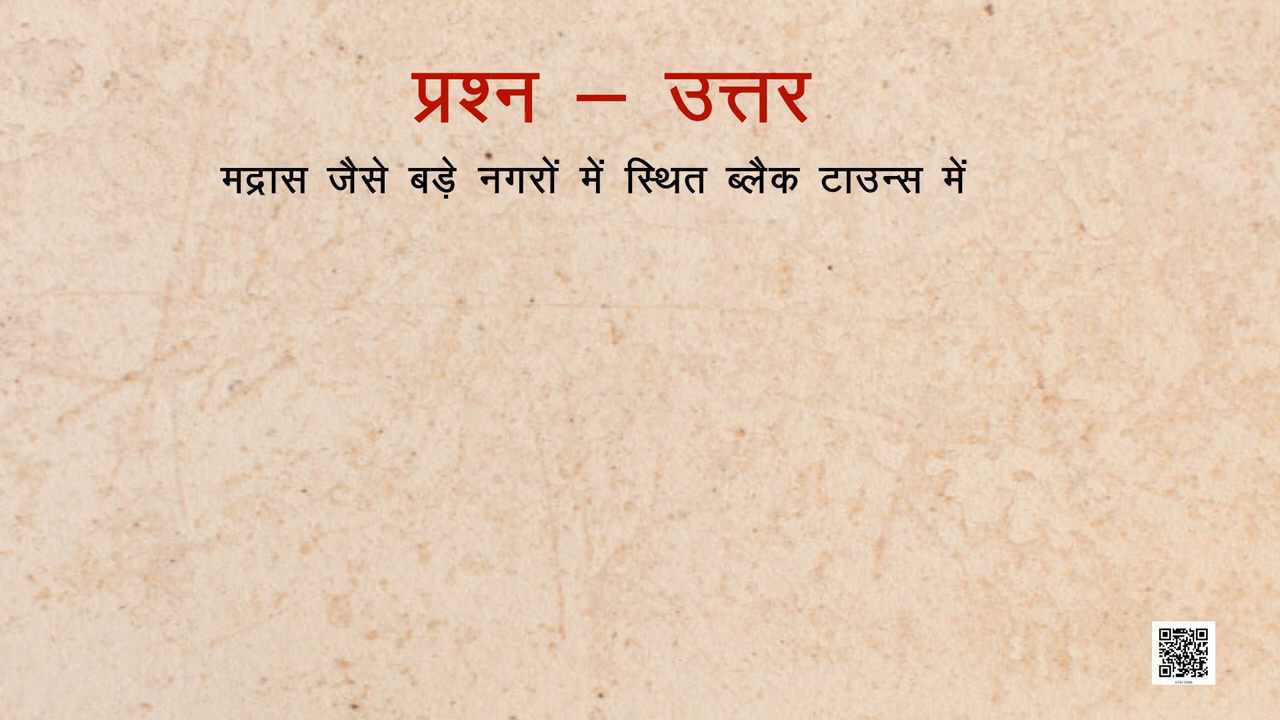 प्रश्न – उत्तर
मद्रास जैसे बड़े नगरों में स्थित ब्लैक टाउन्स में